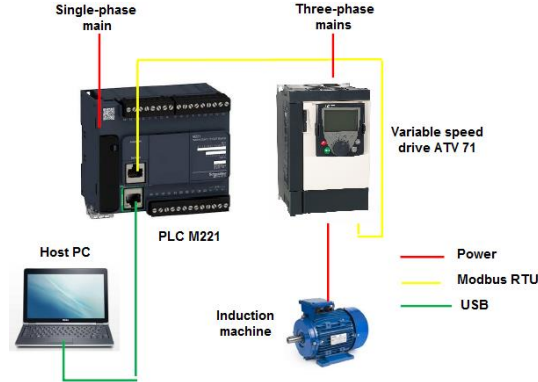 Single-phase
main
Three-phase
mains
Variable speed
drive ATV 71
PLC M221
Host PC
Induction
machine
Power
Modbus RTU
USB